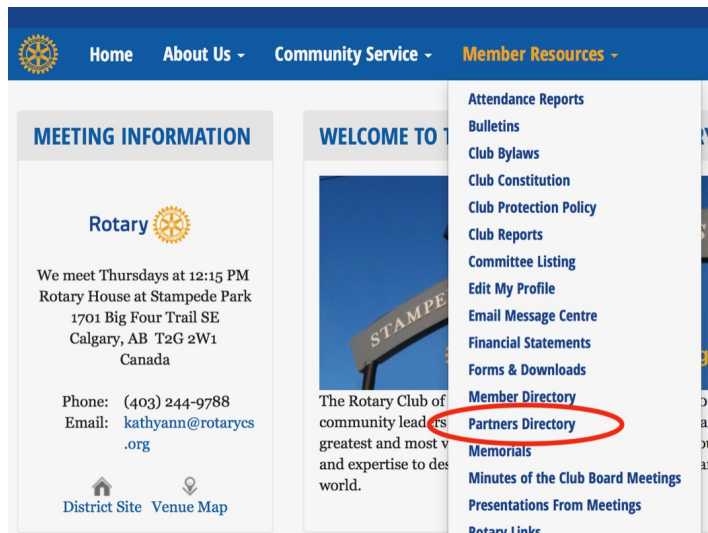 Home About Us Community Service Member Resources
MEETING INFORMATION
Rotary
We meet Thursdays at 12:15 PM
Rotary House at Stampede Park
1701 Big Four Trail SE
Calgary, AB T2G 2W1
Canada
Phone: (403) 244-9788
Email: kathyann@rotarycs
.org
District Site Venue Map
WELCOME TO
STAMPE
The Rotary Club of
community leaders
greatest and most
and expertise to
world.
Attendance Reports
Bulletins
Club Bylaws
Club Constitution
Club Protection Policy
Club Reports
Committee Listing
Edit My Profile
Email Message Centre
Financial Statements
Forms & Downloads
Member Directory
Partners Directory
Memorials
Minutes of the Club Board Meetings
Presentations From Meetings
Rotary Links